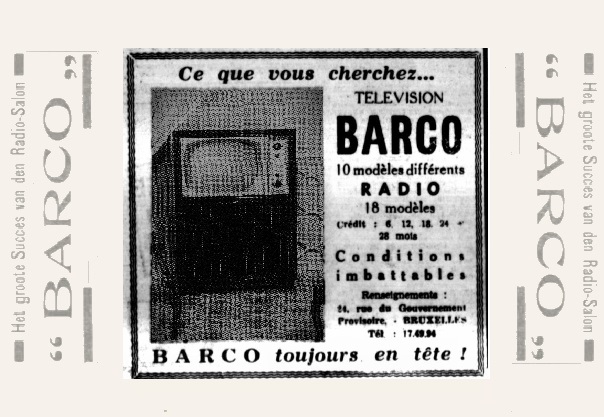 Het groote Succes van den Radio-Salon
“BARCO”
Ce que vous cherchez...
TELEVISION
BARCO
10 modèles différents
RADIO
18 modèles
Crédit : 6, 12, 18, 24 -
28 mois
Conditions
imbattables
Renseignements :
24, rue du Gouvernement
Provisoire, - BRUXELLES
Tél. : 17.49.94
BARCO toujours en tête !
“BARCO”
Het groote Succes van den Radio-Salon